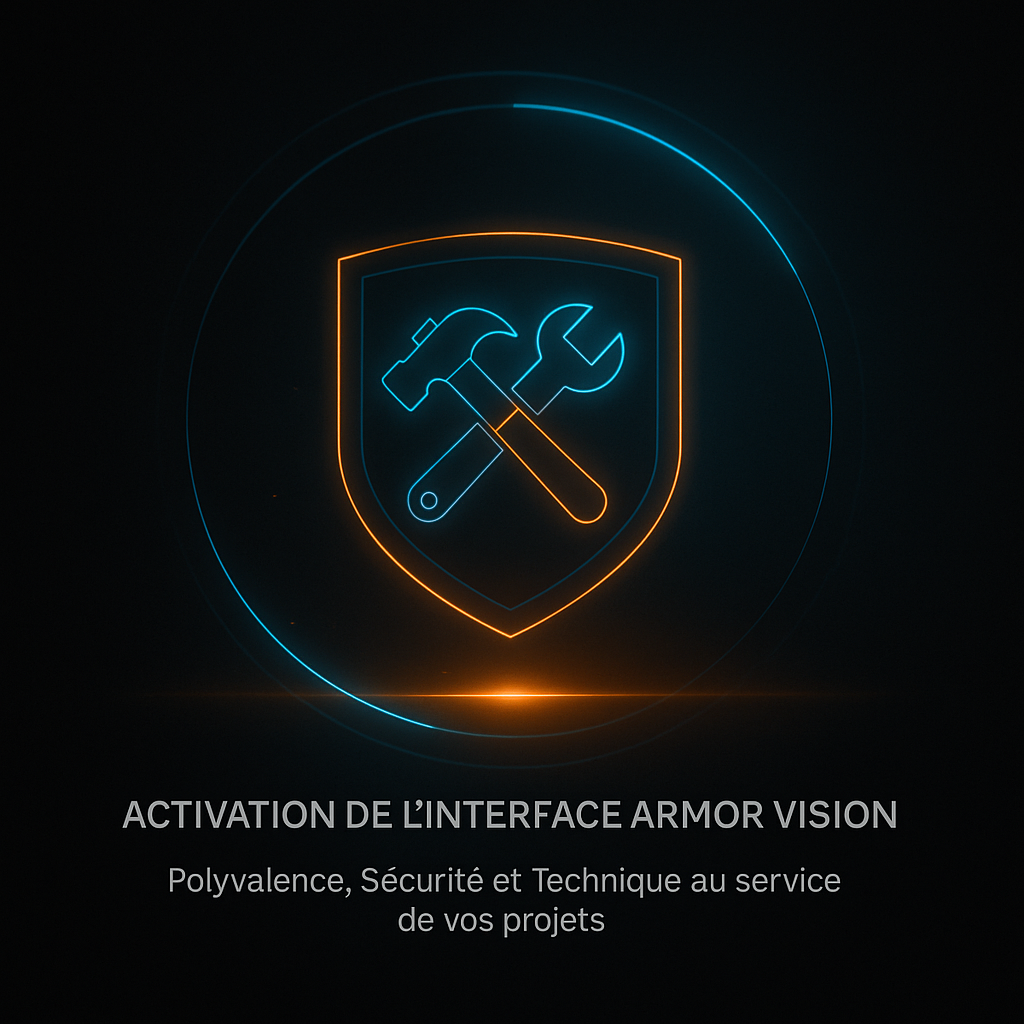 ACTIVATION DE L’INTERFACE ARMOR VISION
Polyvalence, Sécurité et Technique au service
de vos projets